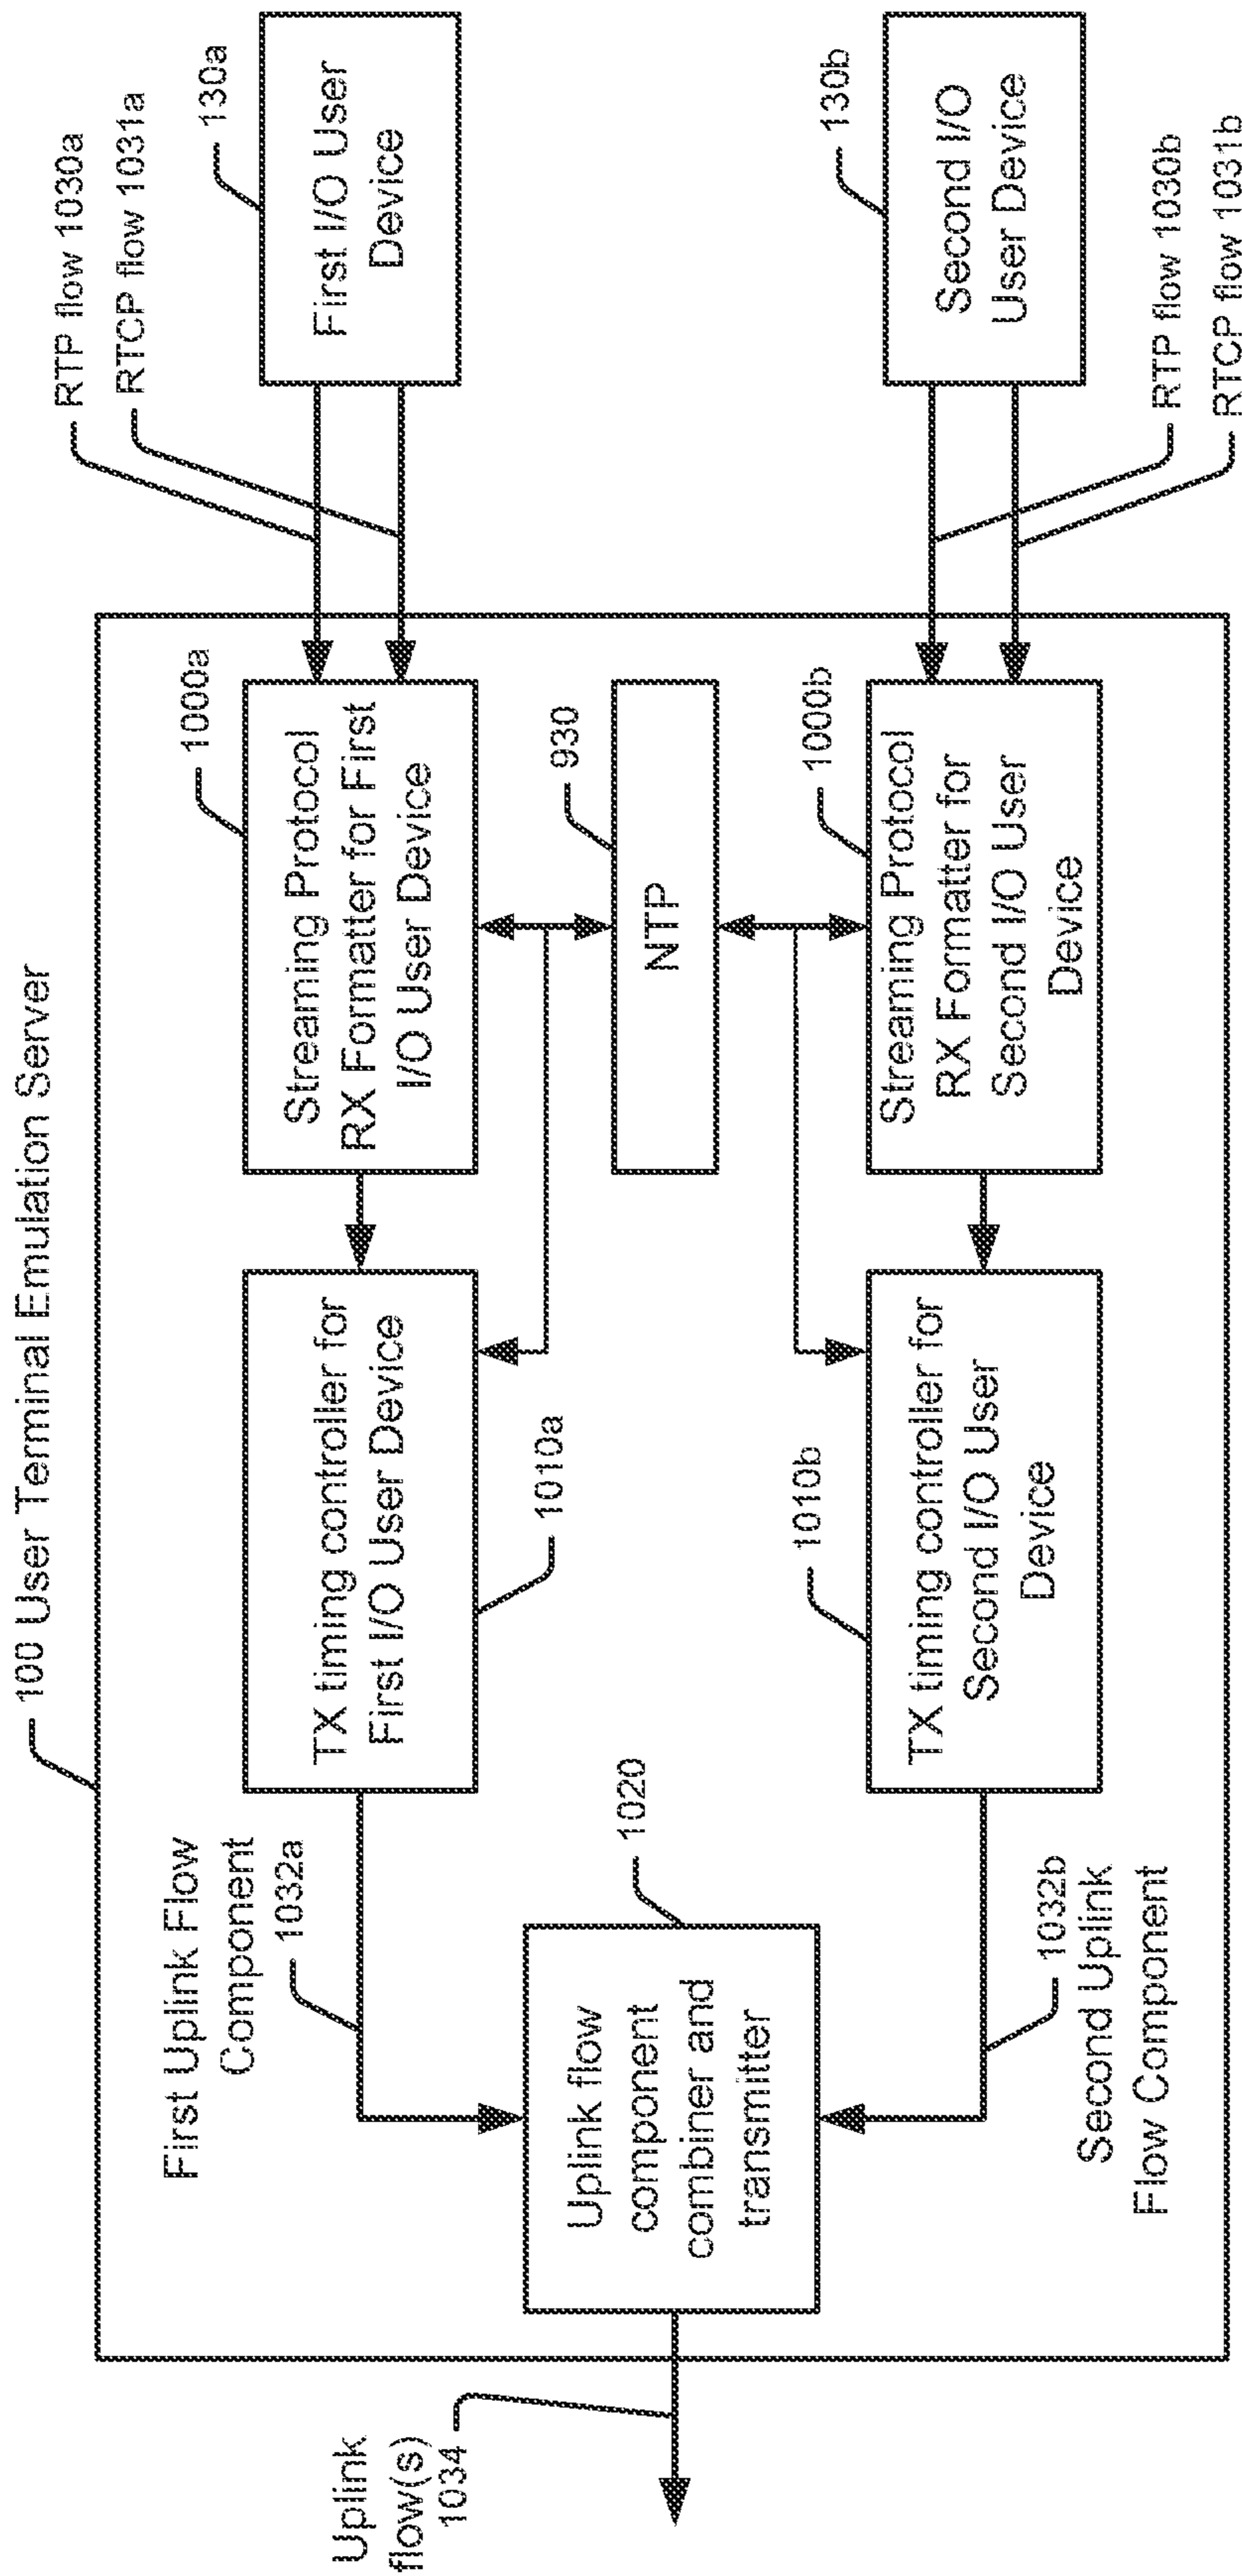 100 User Terminal Emulation Server
Uplink
flow(s)
1034
First Uplink Flow
Component
1032a
Uplink flow
component
combiner and
transmitter
1020
1032b
Second Uplink
Flow Component
TX timing controller for
First I/O User Device
1010a
1010b
TX timing controller for
Second I/O User
Device
1000a
Streaming Protocol
RX Formatter for First
I/O User Device
930
NTP
1000b
Streaming Protocol
RX Formatter for
Second I/O User
Device
RTP flow 1030a
RTCP flow 1031a
130a
First I/O User
Device
130b
Second I/O
User Device
RTP flow 1030b
RTCP flow 1031b